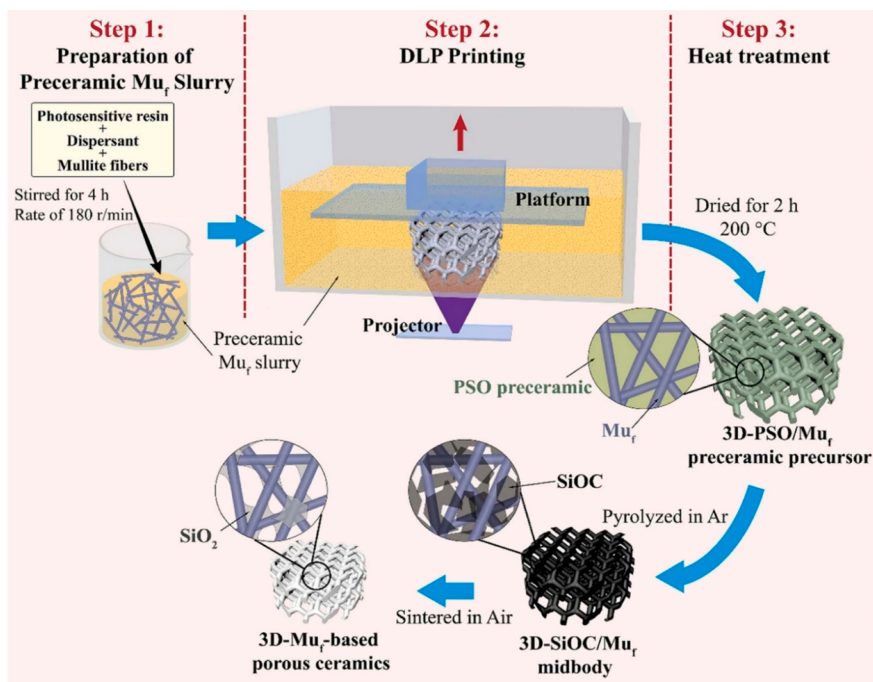 Step 1:
Preparation of
Preceramic Muf Slurry
Photosensitive resin
+
Dispersant
+
Mullite fibers
Stirred for 4 h
Rate of 180 r/min
Step 2:
DLP Printing
Platform
Projector
Preceramic
Muf slurry
Step 3:
Heat treatment
Dried for 2 h
200 °C
PSO preceramic
Muf
3D-PSO/Muf
preceramic precursor
Pyrolyzed in Ar
SiOC
3D-SiOC/Muf
midbody
Sintered in Air
SiO2
3D-Muf-based
porous ceramics